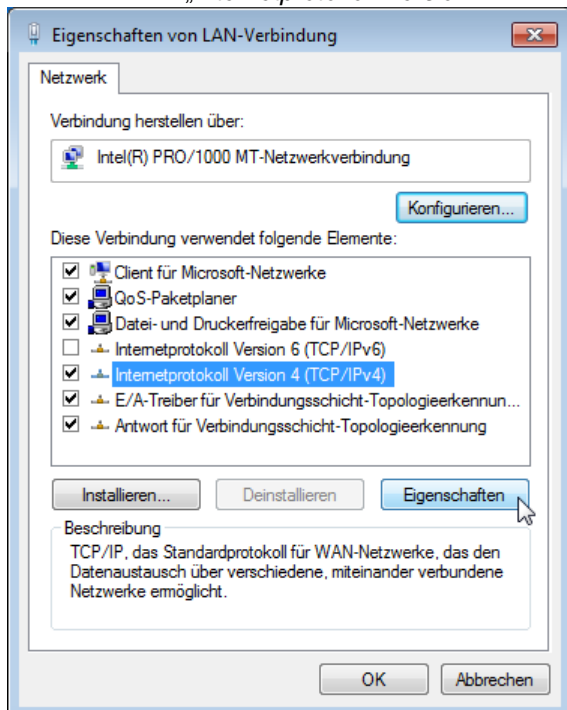 Eigenschaften von LAN-Verbindung
Netzwerk
Verbindung herstellen über:
Intel(R) PRO/1000 MT-Netzwerkverbindung
Konfigurieren...
Diese Verbindung verwendet folgende Elemente:
Client für Microsoft-Netzwerke
QoS-Paketplaner
Datei- und Druckerfreigabe für Microsoft-Netzwerke
Internetprotokoll Version 6 (TCP/IPv6)
Internetprotokoll Version 4 (TCP/IPv4)
E/A-Treiber für Verbindungsschicht-Topologieerkennun...
Antwort für Verbindungsschicht-Topologieerkennung
Installieren... Deinstallieren Eigenschaften
Beschreibung
TCP/IP, das Standardprotokoll für WAN-Netzwerke, das den
Datenaustausch über verschiedene, miteinander verbundene
Netzwerke ermöglicht.
OK Abbrechen